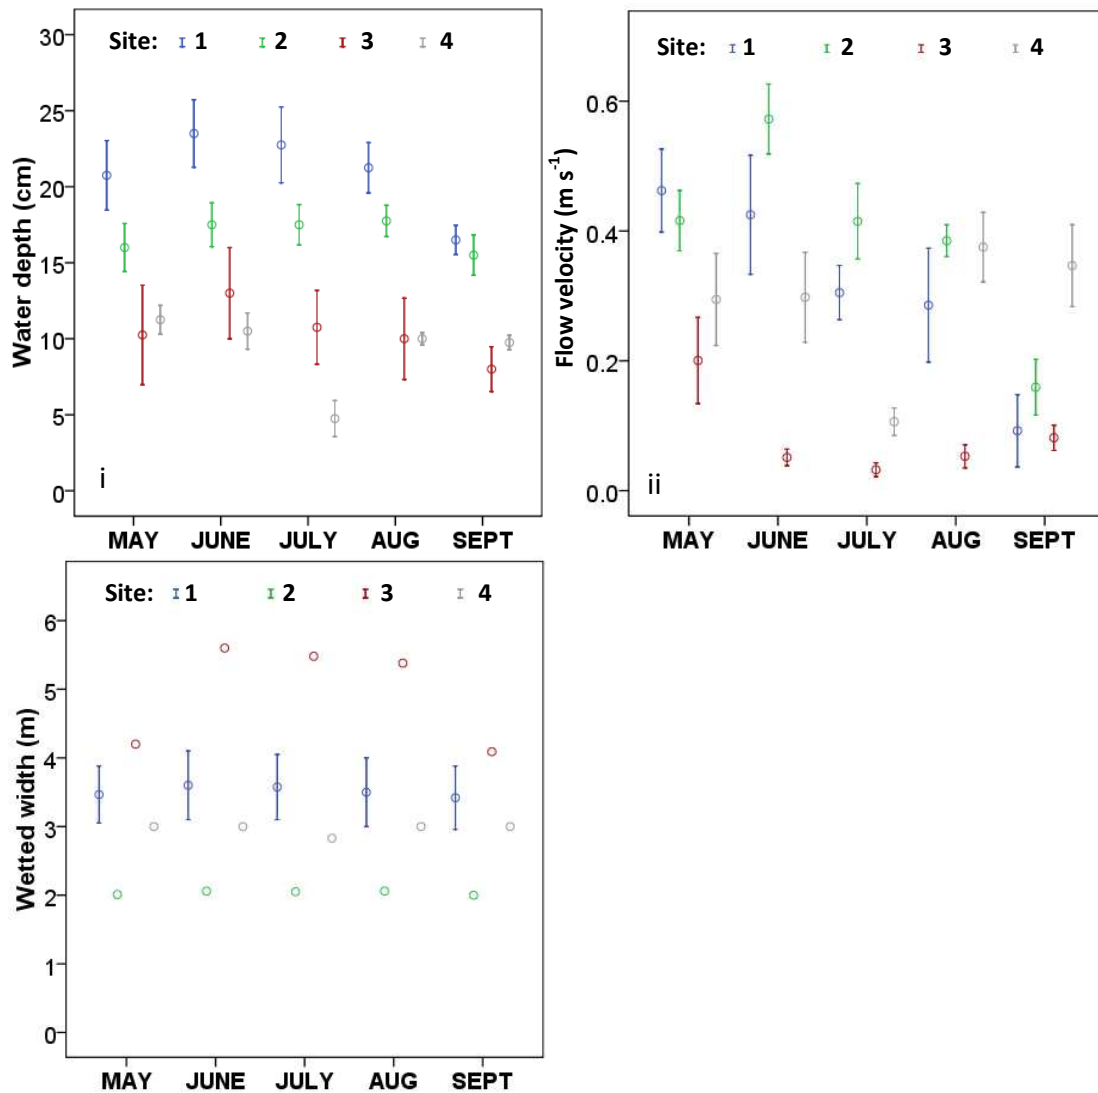 Site: 1 2 3 4
Water depth (cm)
30
25
20
15
10
5
0
i
MAY JUNE JULY AUG SEPT
Site: 1 2 3 4
Flow velocity (m s⁻¹)
0.6
0.4
0.2
0.0
ii
MAY JUNE JULY AUG SEPT
Site: 1 2 3 4
Wetted width (m)
6
5
4
3
2
1
0
MAY JUNE JULY AUG SEPT